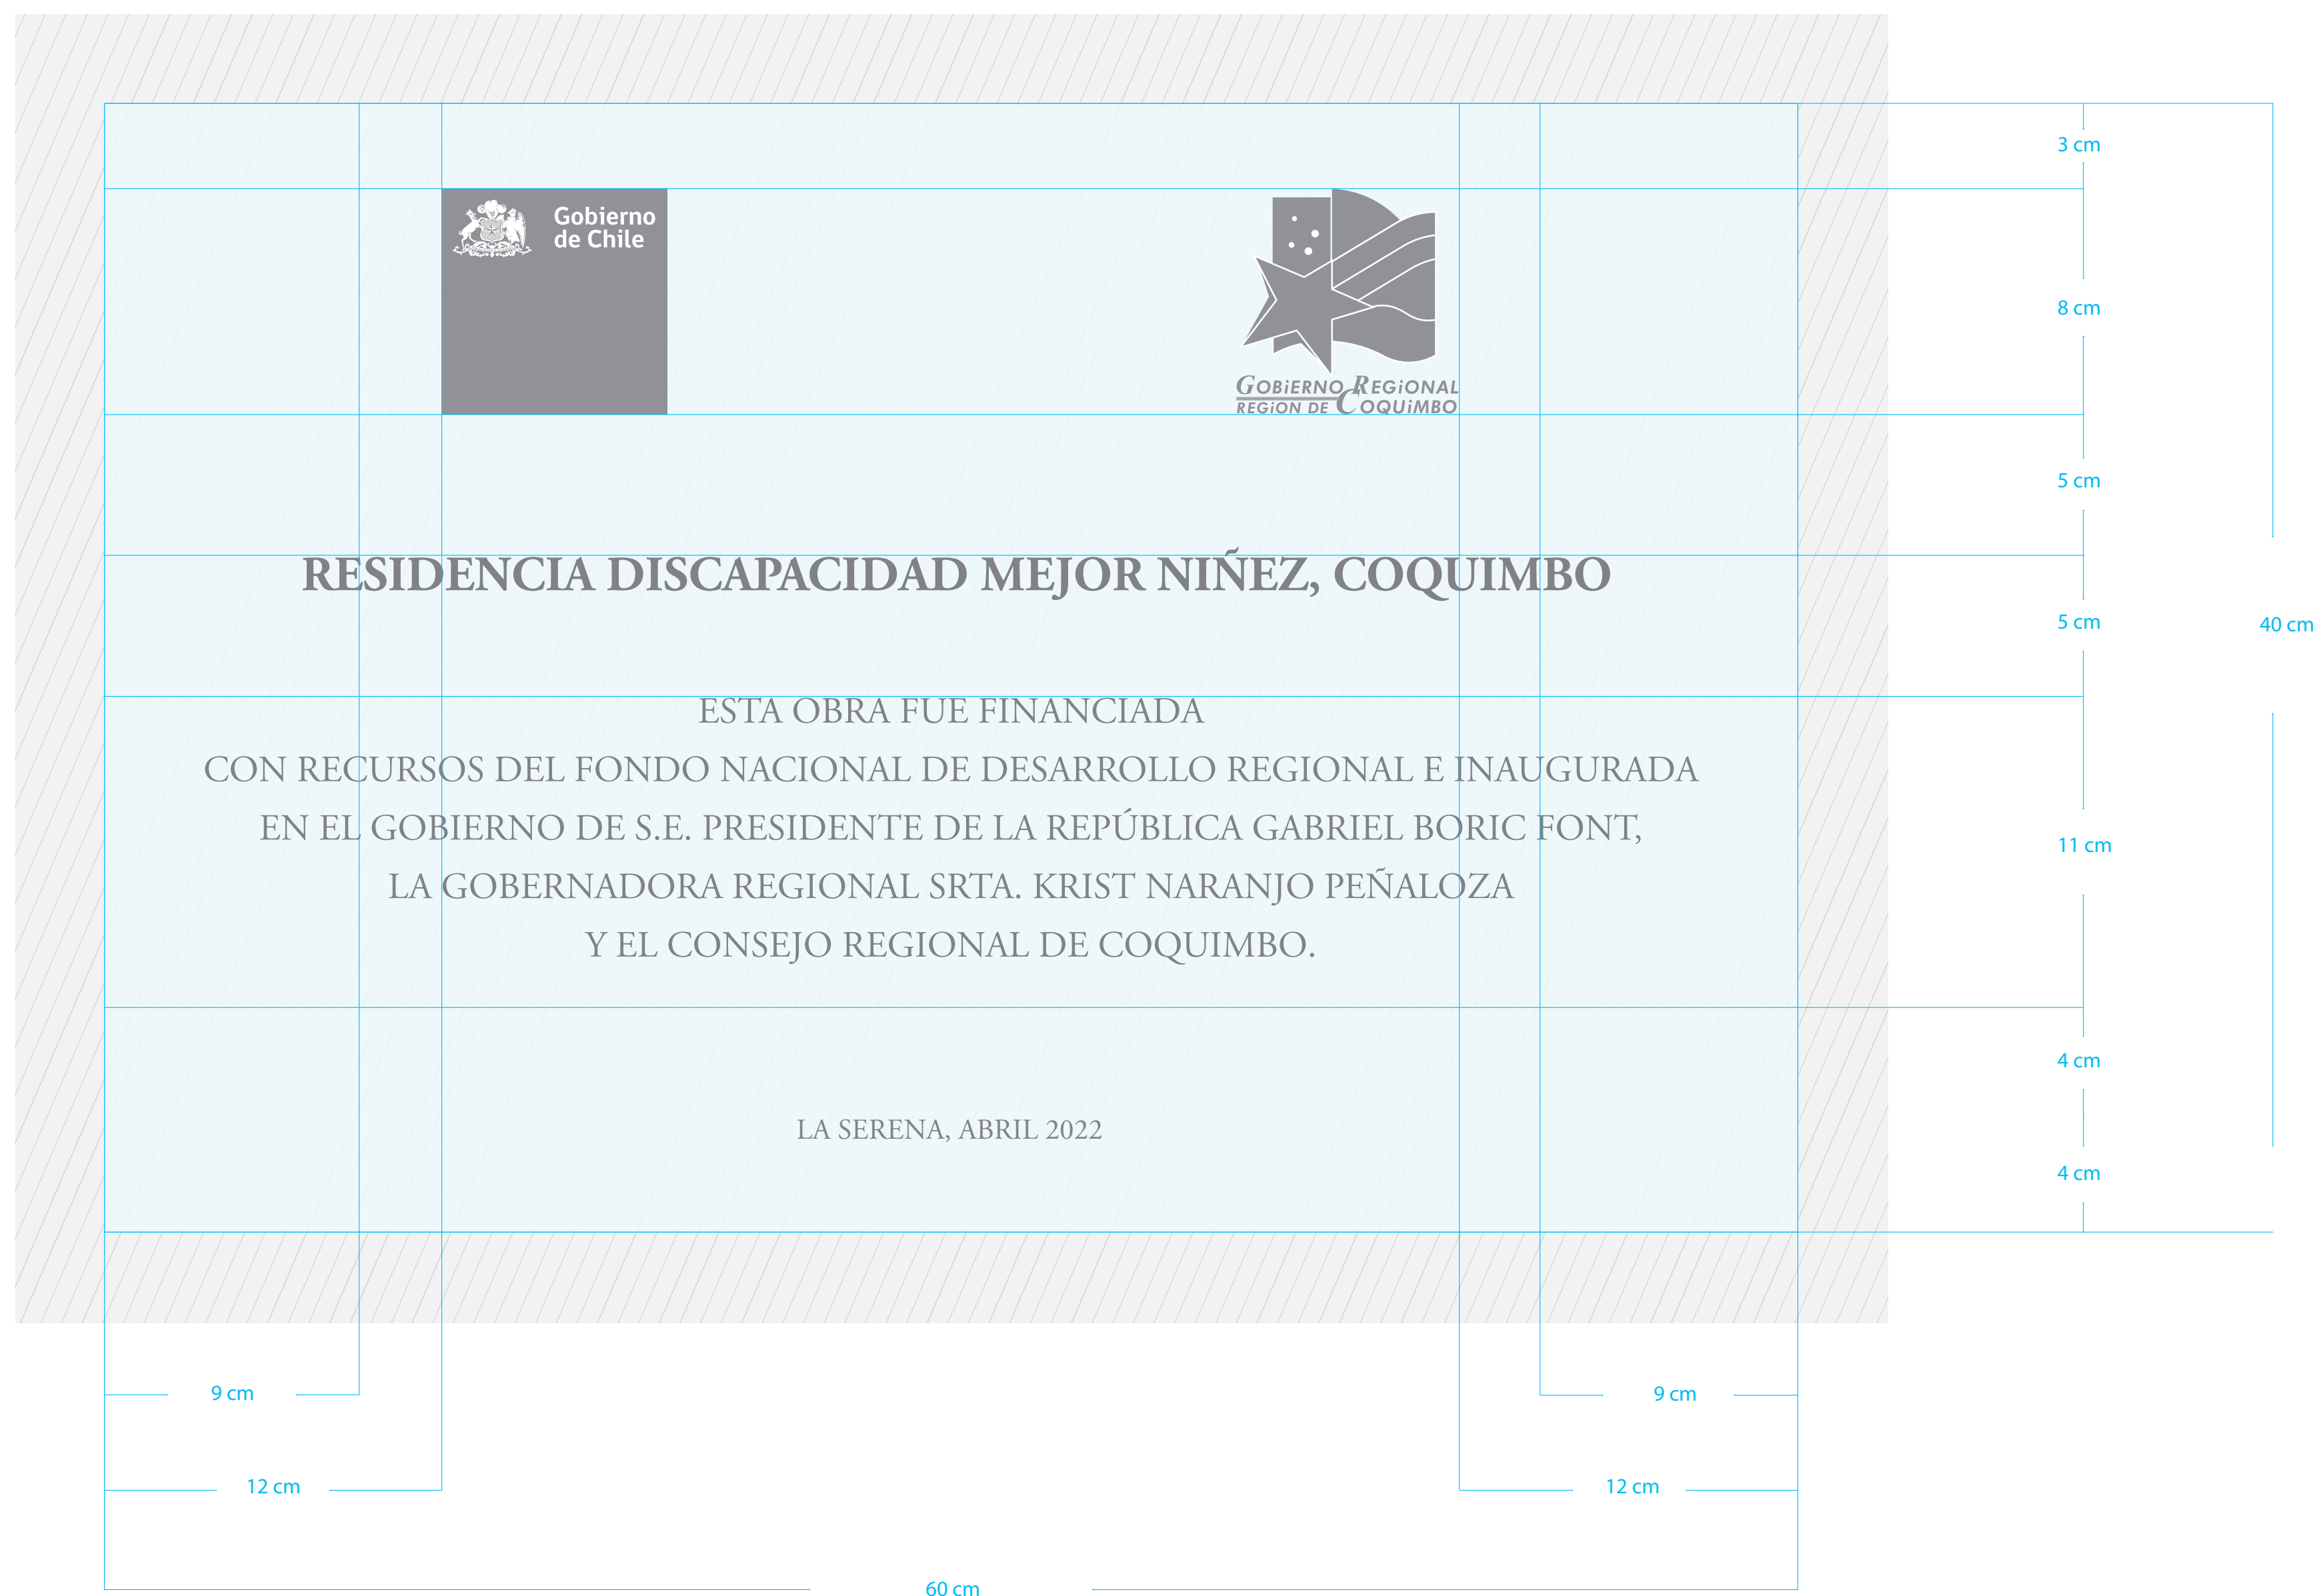 3 cm
Gobierno
de Chile
8 cm
GOBiERNO REGiONAL
REGiON DE COQUiMBO
5 cm
RESIDENCIA DISCAPACIDAD MEJOR NIÑEZ, COQUIMBO
5 cm
40 cm
ESTA OBRA FUE FINANCIADA
CON RECURSOS DEL FONDO NACIONAL DE DESARROLLO REGIONAL E INAUGURADA
EN EL GOBIERNO DE S.E. PRESIDENTE DE LA REPÚBLICA GABRIEL BORIC FONT,
11 cm
LA GOBERNADORA REGIONAL SRTA. KRIST NARANJO PEÑALOZA
Y EL CONSEJO REGIONAL DE COQUIMBO.
4 cm
LA SERENA, ABRIL 2022
4 cm
9 cm
9 cm
12 cm
12 cm
60 cm